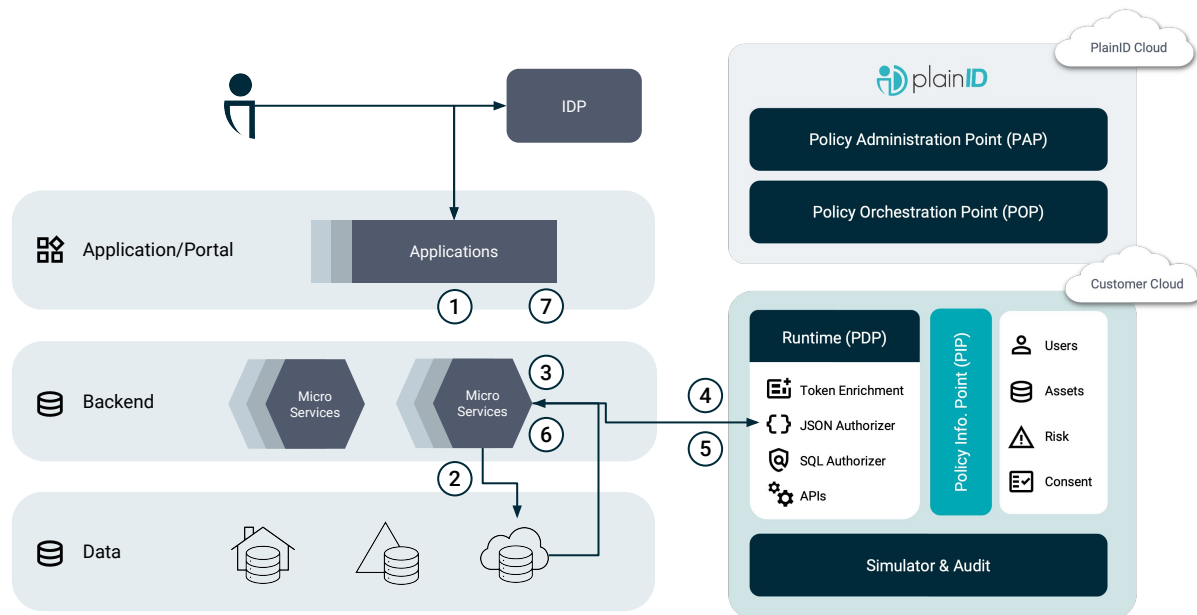 PlainID Cloud
plainID
IDP
Policy Administration Point (PAP)
Policy Orchestration Point (POP)
Application/Portal
Applications
1
7
Customer Cloud
Runtime (PDP)
Token Enrichment
JSON Authorizer
SQL Authorizer
APIs
Policy Info. Point (PIP)
Users
Assets
Risk
Consent
Backend
Micro
Services
Micro
Services
3
6
4
5
2
Data
Simulator & Audit